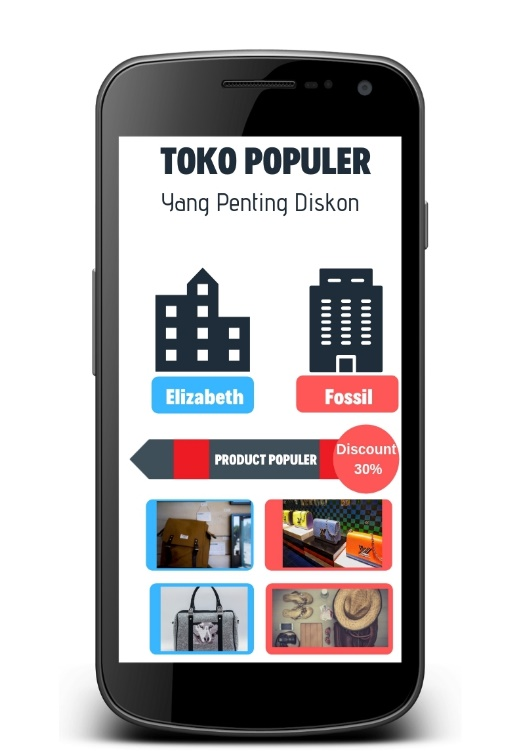 TOKO POPULER
Yang Penting Diskon
Elizabeth
Fossil
PRODUCT POPULER
Discount
30%